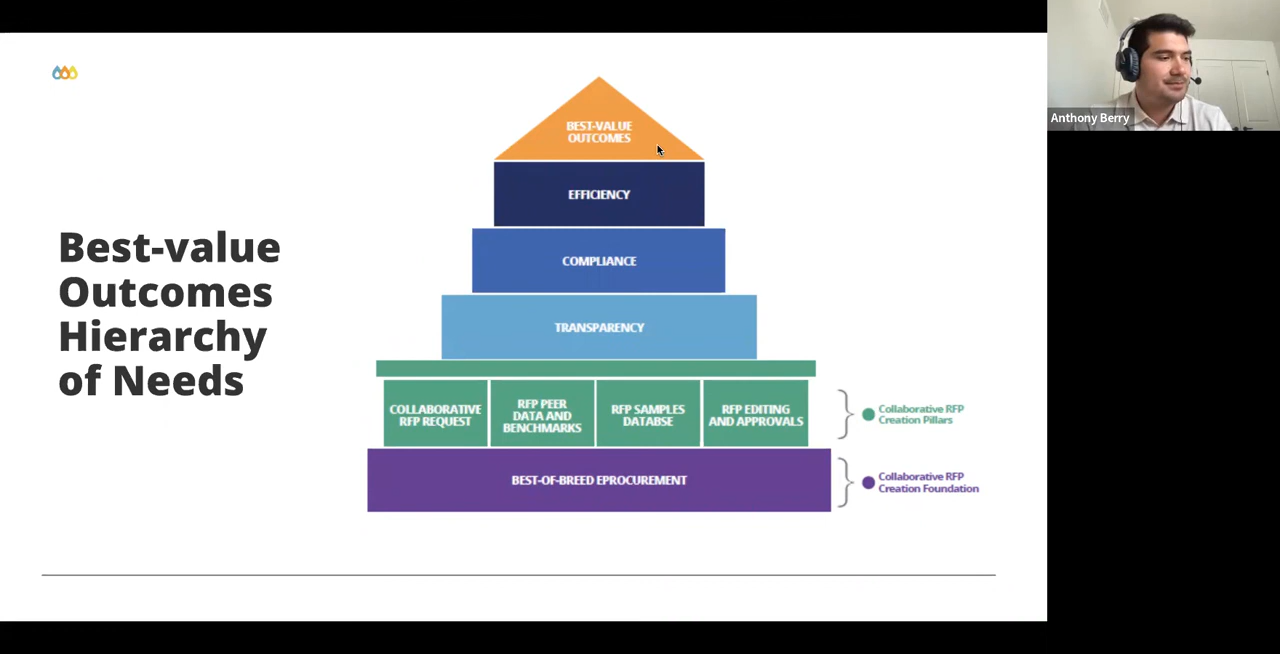 Best-value
Outcomes
Hierarchy
of Needs
BEST-VALUE
OUTCOMES
EFFICIENCY
COMPLIANCE
TRANSPARENCY
COLLABORATIVE
RFP REQUEST
RFP PEER
DATA AND
BENCHMARKS
RFP SAMPLES
DATABSE
RFP EDITING
AND APPROVALS
Collaborative RFP
Creation Pillars
BEST-OF-BREED EPROCUREMENT
Collaborative RFP
Creation Foundation
Anthony Berry